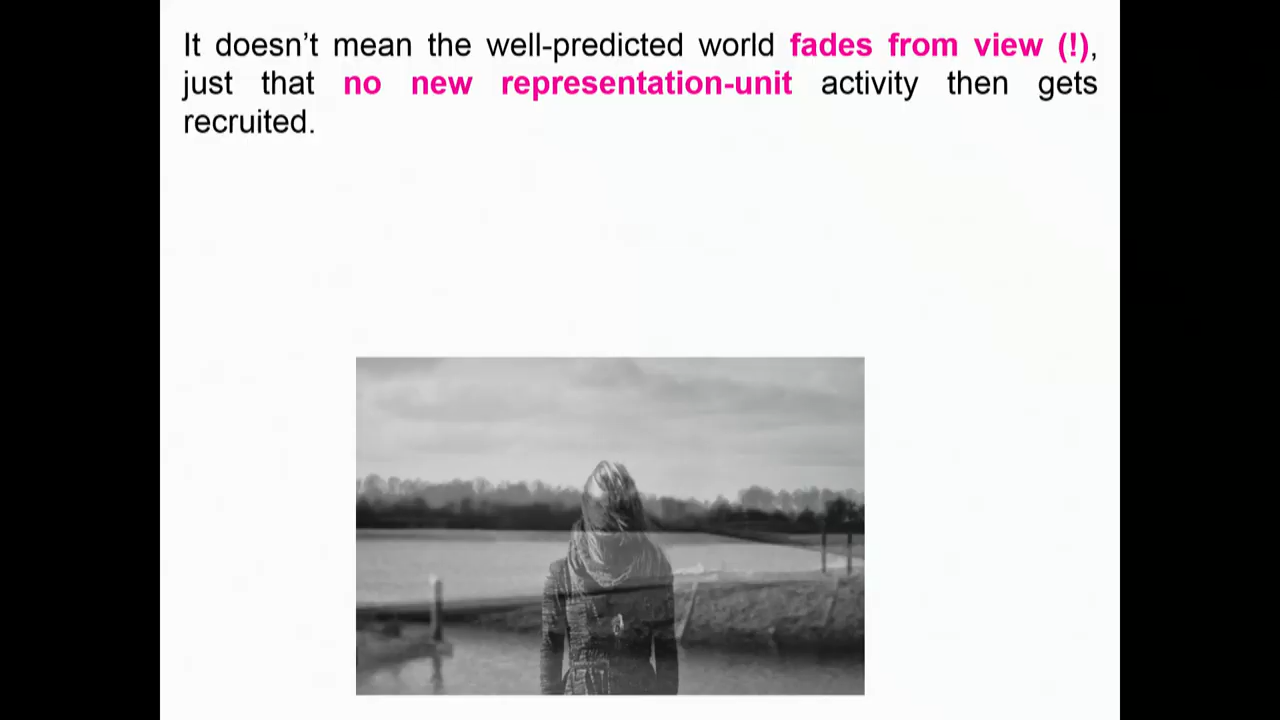 It doesn’t mean the well-predicted world fades from view (!),
just that no new representation-unit activity then gets
recruited.